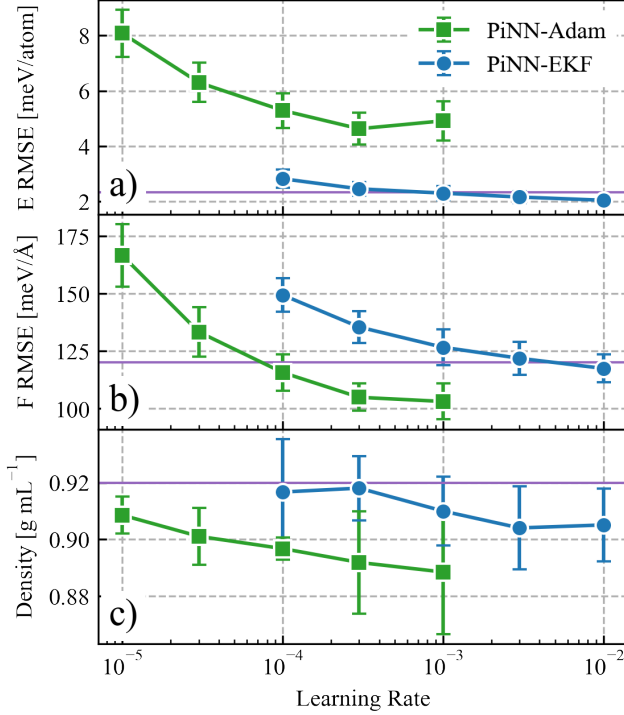 PiNN-Adam
PiNN-EKF
E RMSE [meV/atom]
8
6
4
2
a)
F RMSE [meV/Å]
175
150
125
100
b)
Density [g mL⁻¹]
0.92
0.90
0.88
c)
10⁻⁵ 10⁻⁴ 10⁻³ 10⁻²
Learning Rate